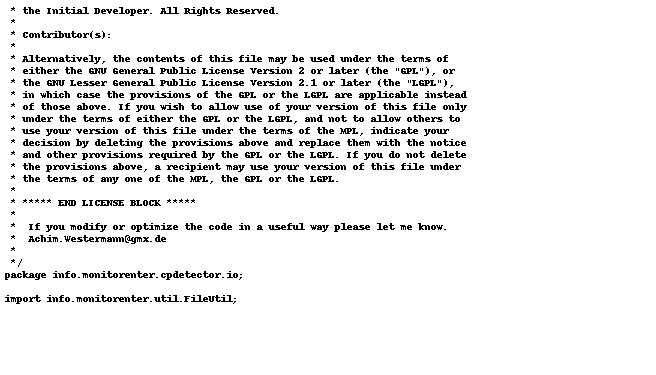 * the Initial Developer. All Rights Reserved.
 *
 * Contributor(s):
 *
 * Alternatively, the contents of this file may be used under the terms of
 * either the GNU General Public License Version 2 or later (the "GPL"), or
 * the GNU Lesser General Public License Version 2.1 or later (the "LGPL"),
 * in which case the provisions of the GPL or the LGPL are applicable instead
 * of those above. If you wish to allow use of your version of this file only
 * under the terms of either the GPL or the LGPL, and not to allow others to
 * use your version of this file under the terms of the MPL, indicate your
 * decision by deleting the provisions above and replace them with the notice
 * and other provisions required by the GPL or the LGPL. If you do not delete
 * the provisions above, a recipient may use your version of this file under
 * the terms of any one of the MPL, the GPL or the LGPL.
 *
 * ***** END LICENSE BLOCK *****
 *
 *  If you modify or optimize the code in a useful way please let me know.
 *  Achim.Westermann@gmx.de
 *
 */
package info.monitorenter.cpdetector.io;

import info.monitorenter.util.FileUtil;